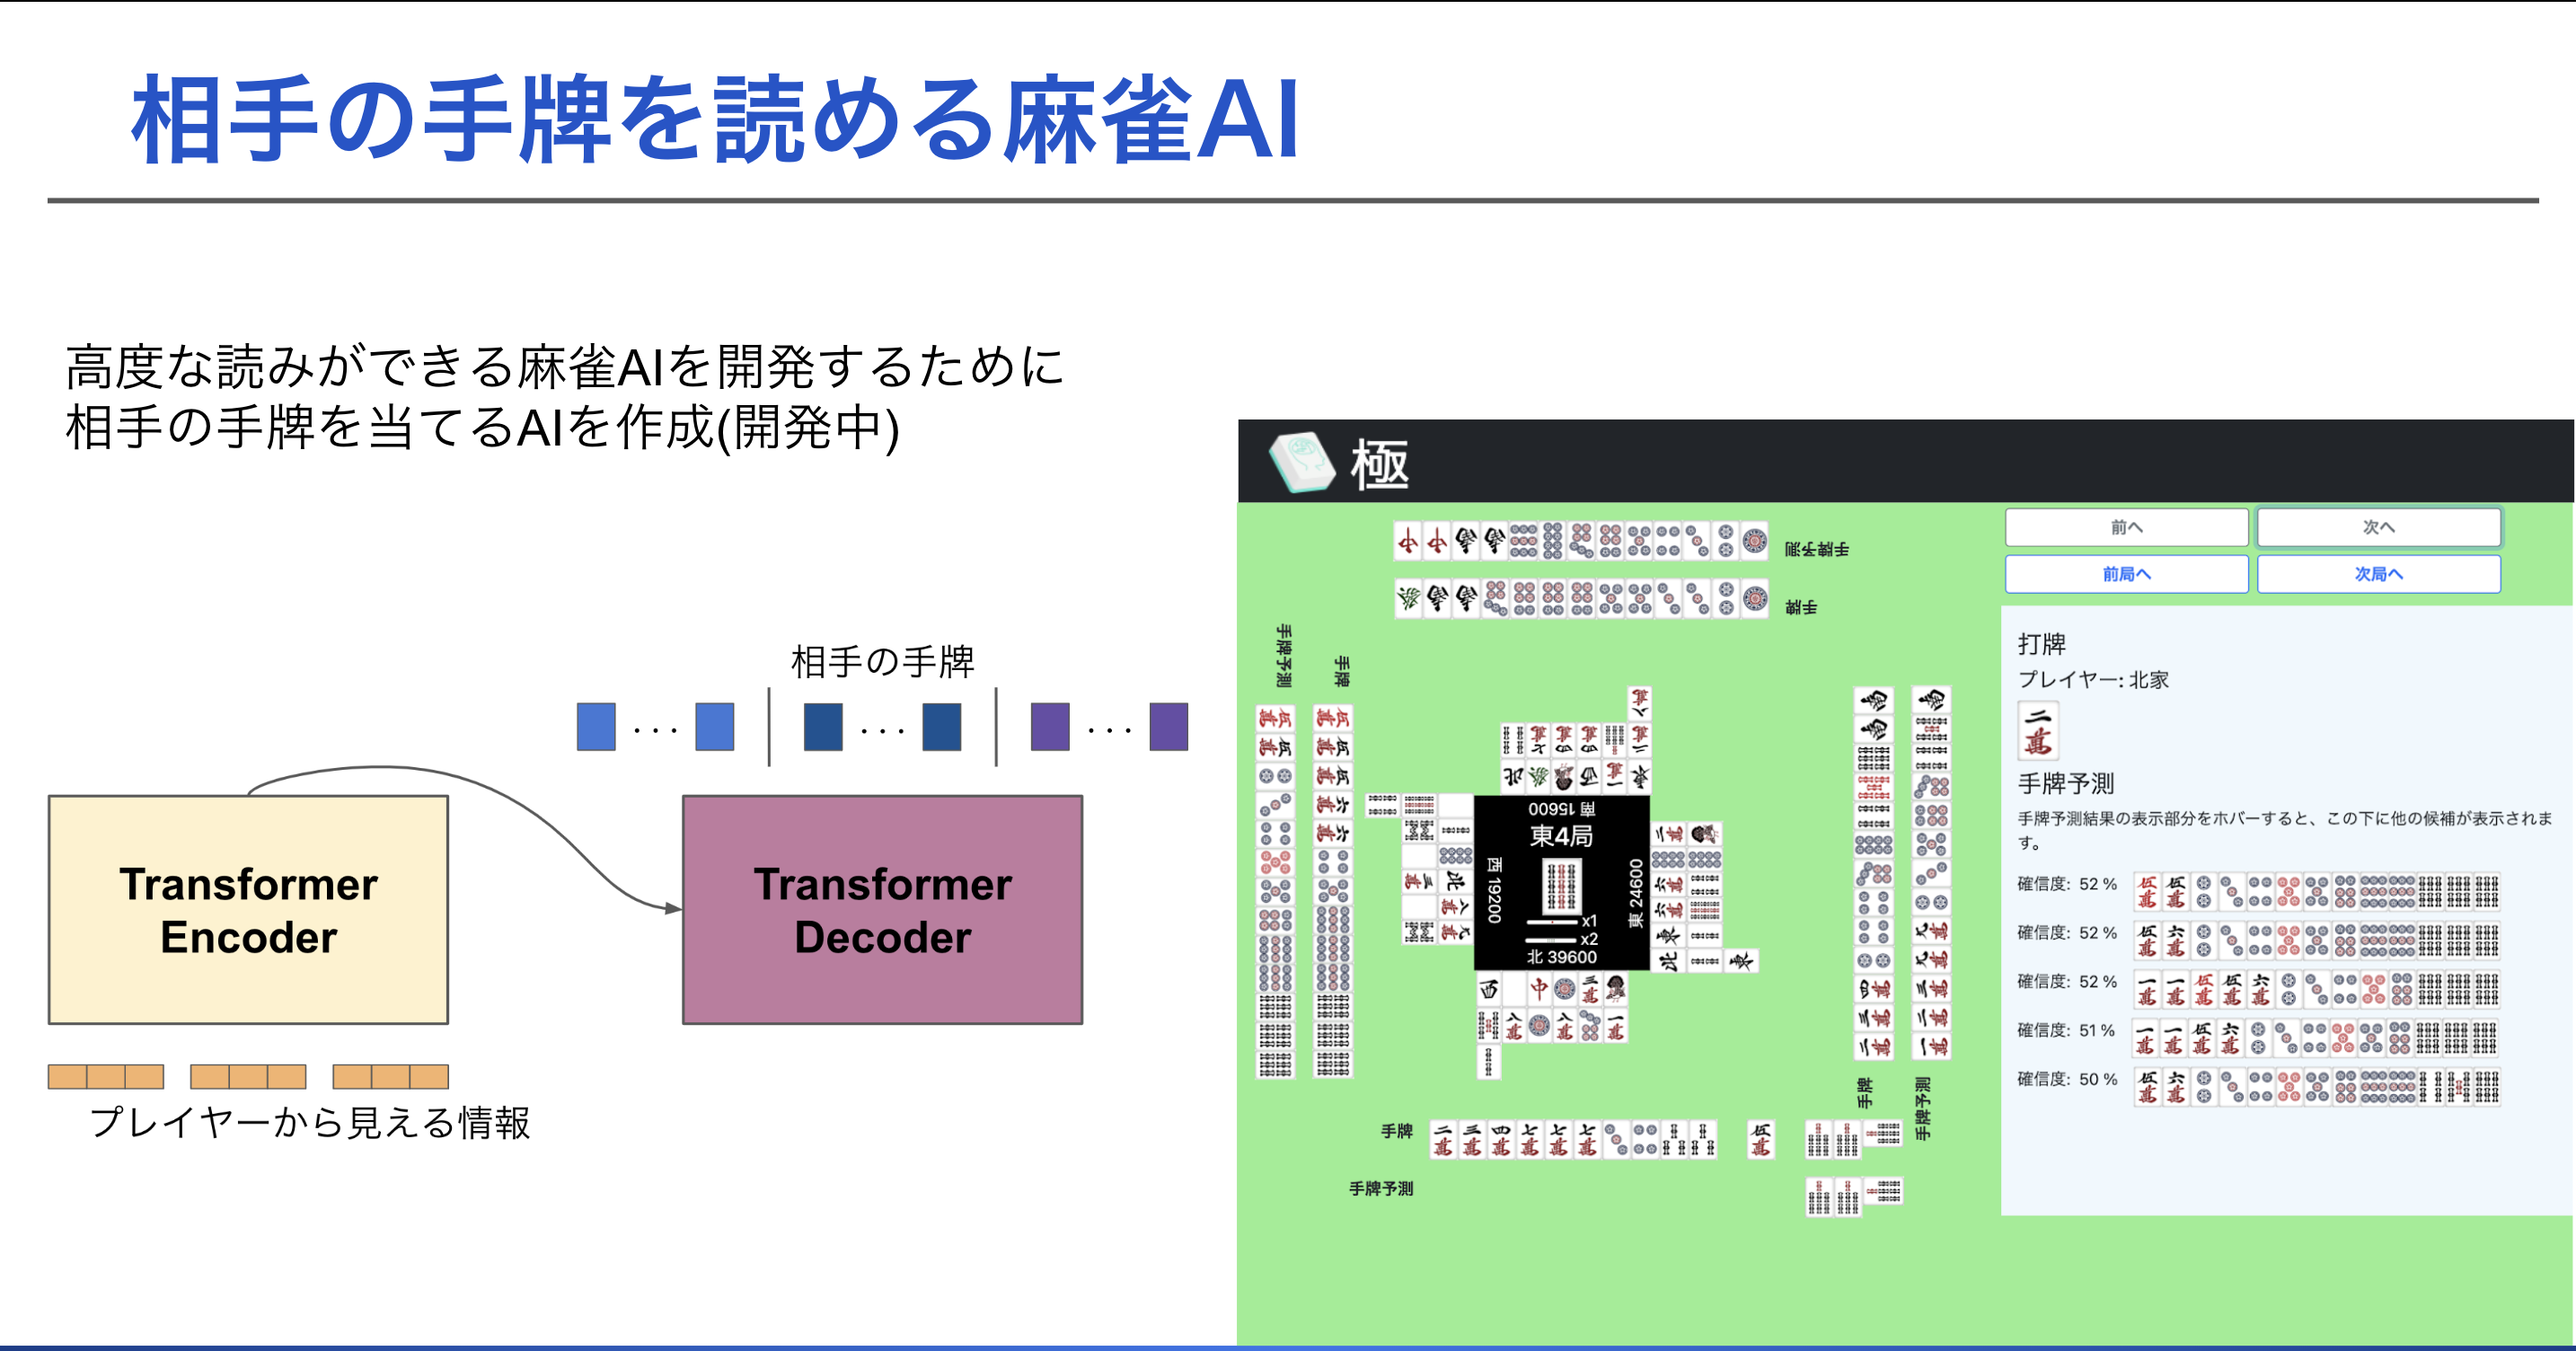 相手の手牌を読める麻雀AI
高度な読みができる麻雀AIを開発するために
相手の手牌を当てるAIを作成(開発中)
相手の手牌
Transformer
Encoder
Transformer
Decoder
プレイヤーから見える情報
極
手牌予測
手牌
手牌予測
手牌
南 15600
東4局
西 19200
東 24600
x1
x2
北 39600
手牌
手牌予測
手牌
手牌予測
前へ
次へ
前局へ
次局へ
打牌
プレイヤー: 北家
二萬
手牌予測
手牌予測結果の表示部分をホバーすると、この下に他の候補が表示されま
す。
確信度: 52 %
確信度: 52 %
確信度: 52 %
確信度: 51 %
確信度: 50 %